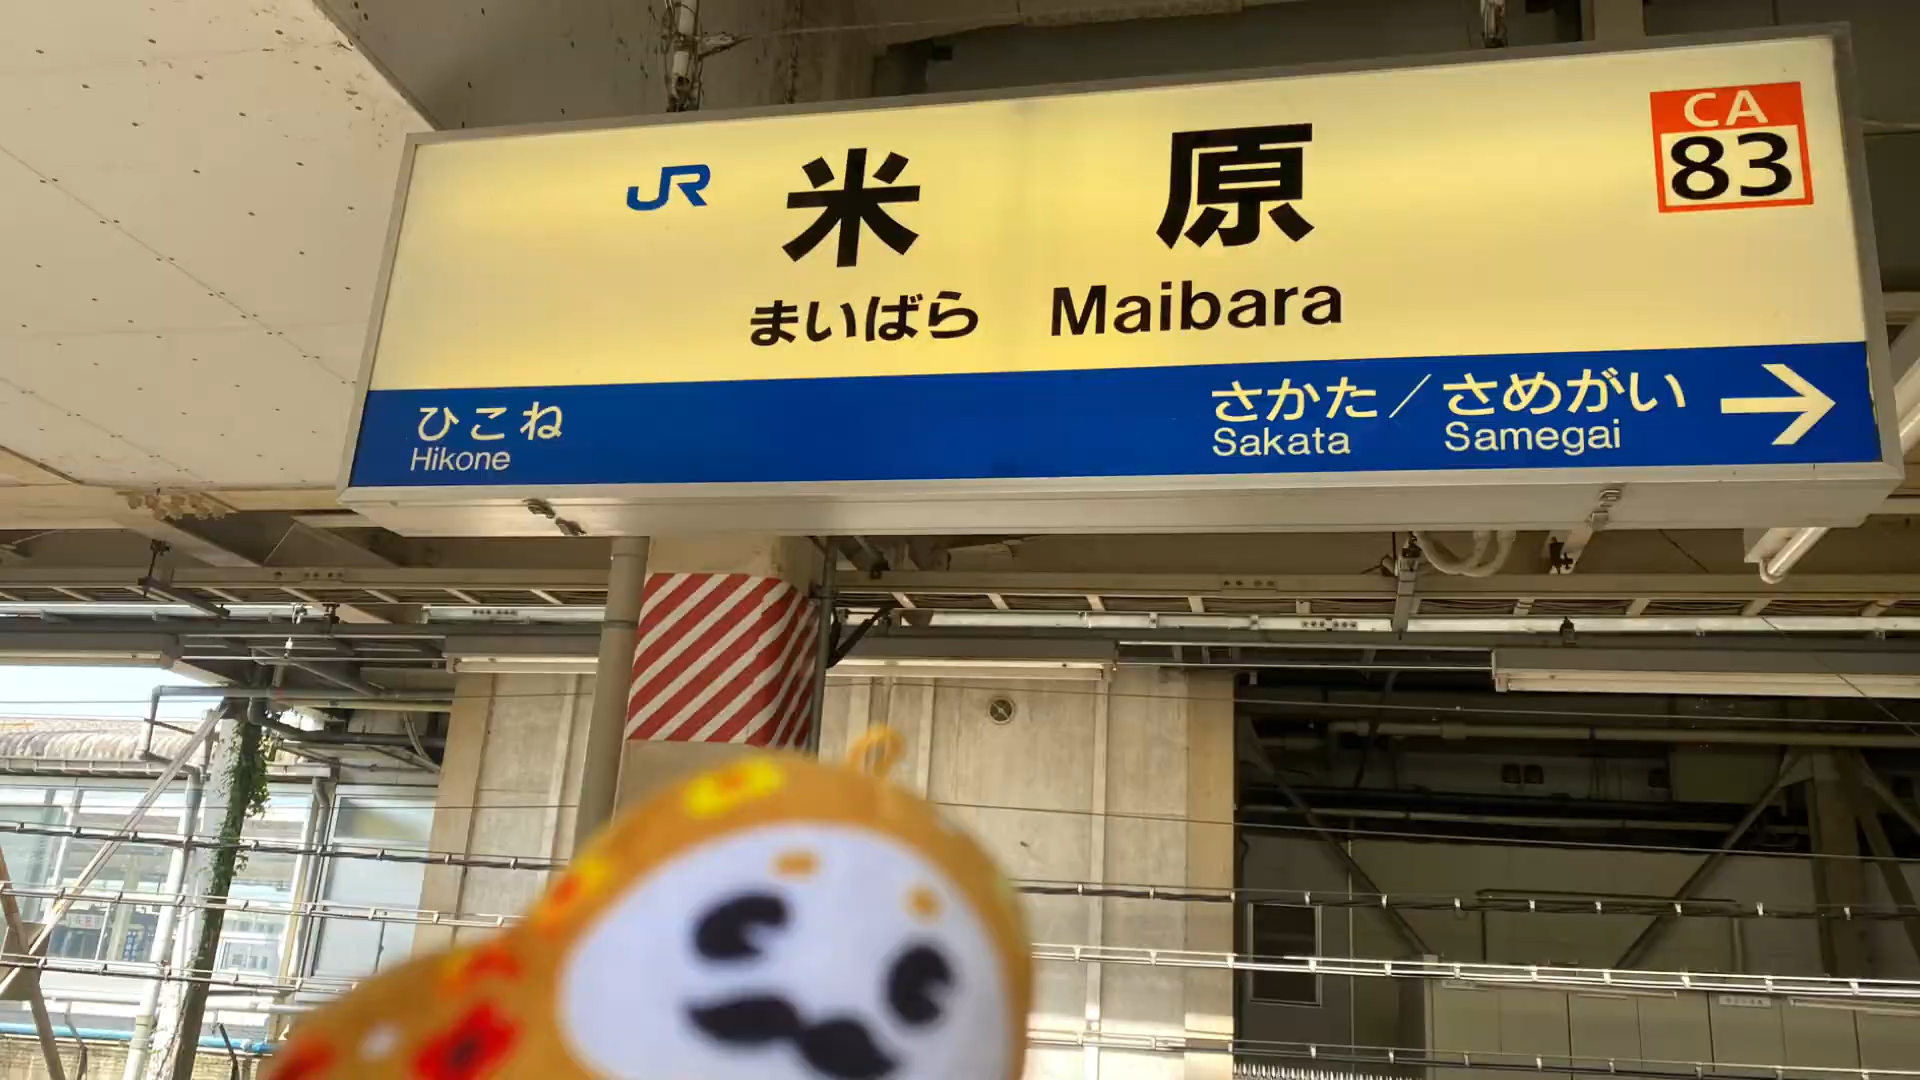 JR 米原
CA
83
まいばら Maibara
ひこね
Hikone
さかた／さめがい →
Sakata Samegai